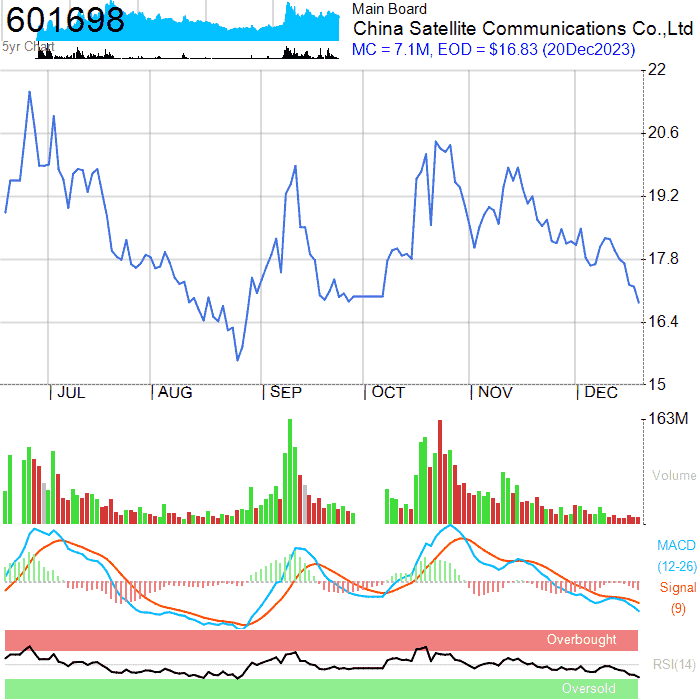 601698
Main Board
China Satellite Communications Co.,Ltd
5yr Chart
MC = 7.1M, EOD = $16.83 (20Dec2023)
22
20.6
19.2
17.8
16.4
15
JUL AUG SEP OCT NOV DEC
163M
Volume
MACD
(12-26)
Signal
(9)
Overbought
RSI(14)
Oversold